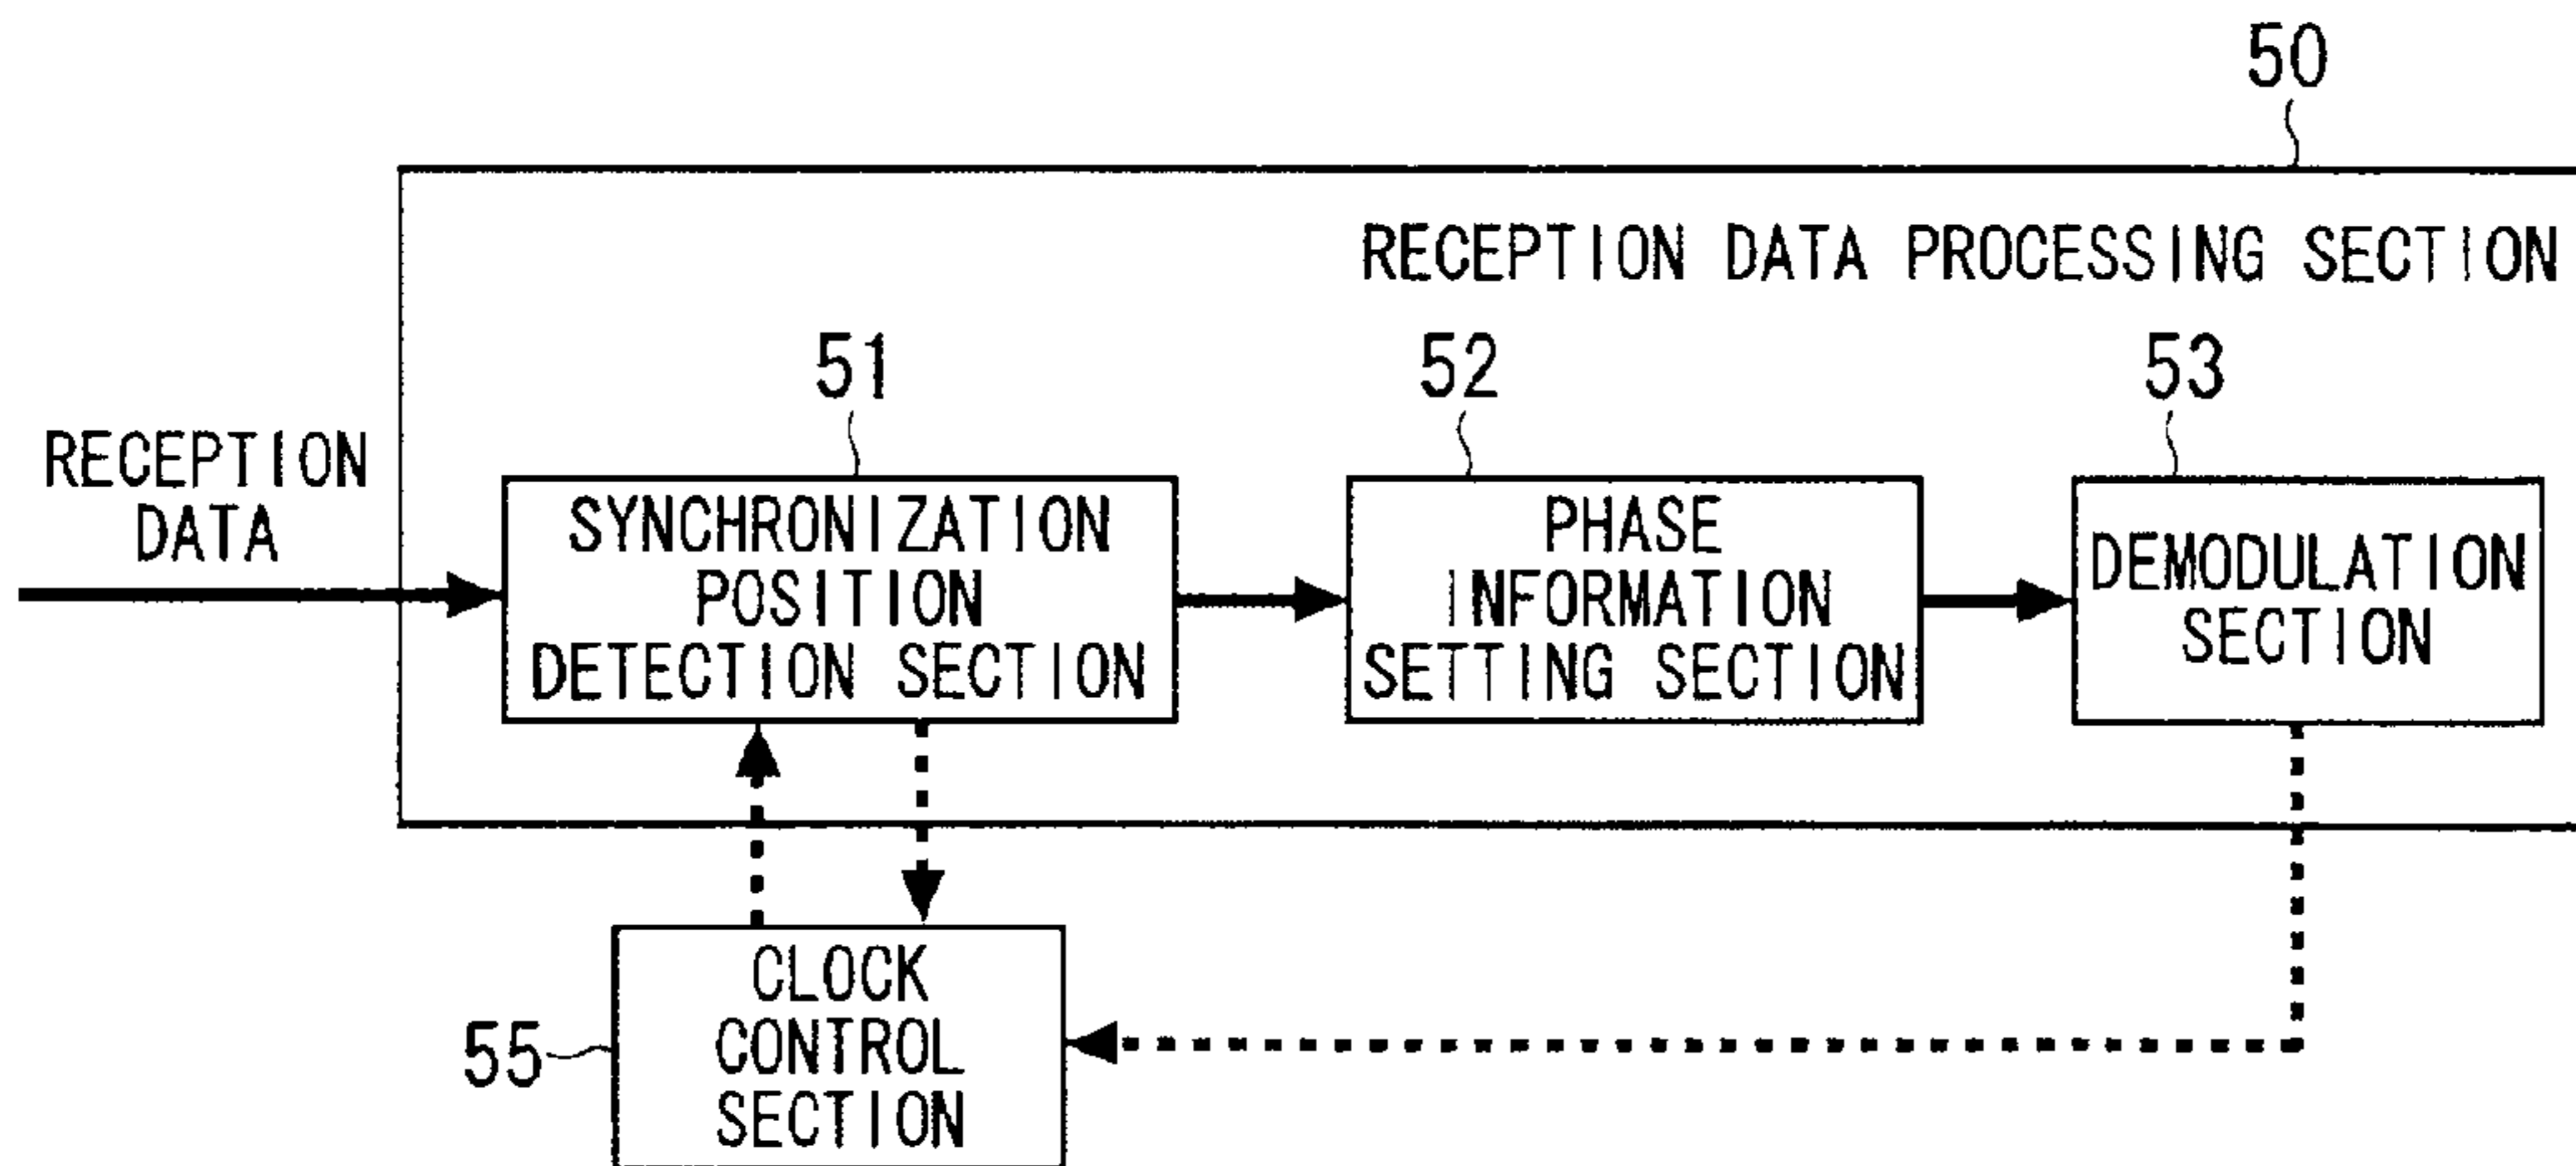 50
RECEPTION DATA PROCESSING SECTION
51
52
53
RECEPTION
DATA
SYNCHRONIZATION
POSITION
DETECTION SECTION
PHASE
INFORMATION
SETTING SECTION
DEMODULATION
SECTION
55
CLOCK
CONTROL
SECTION